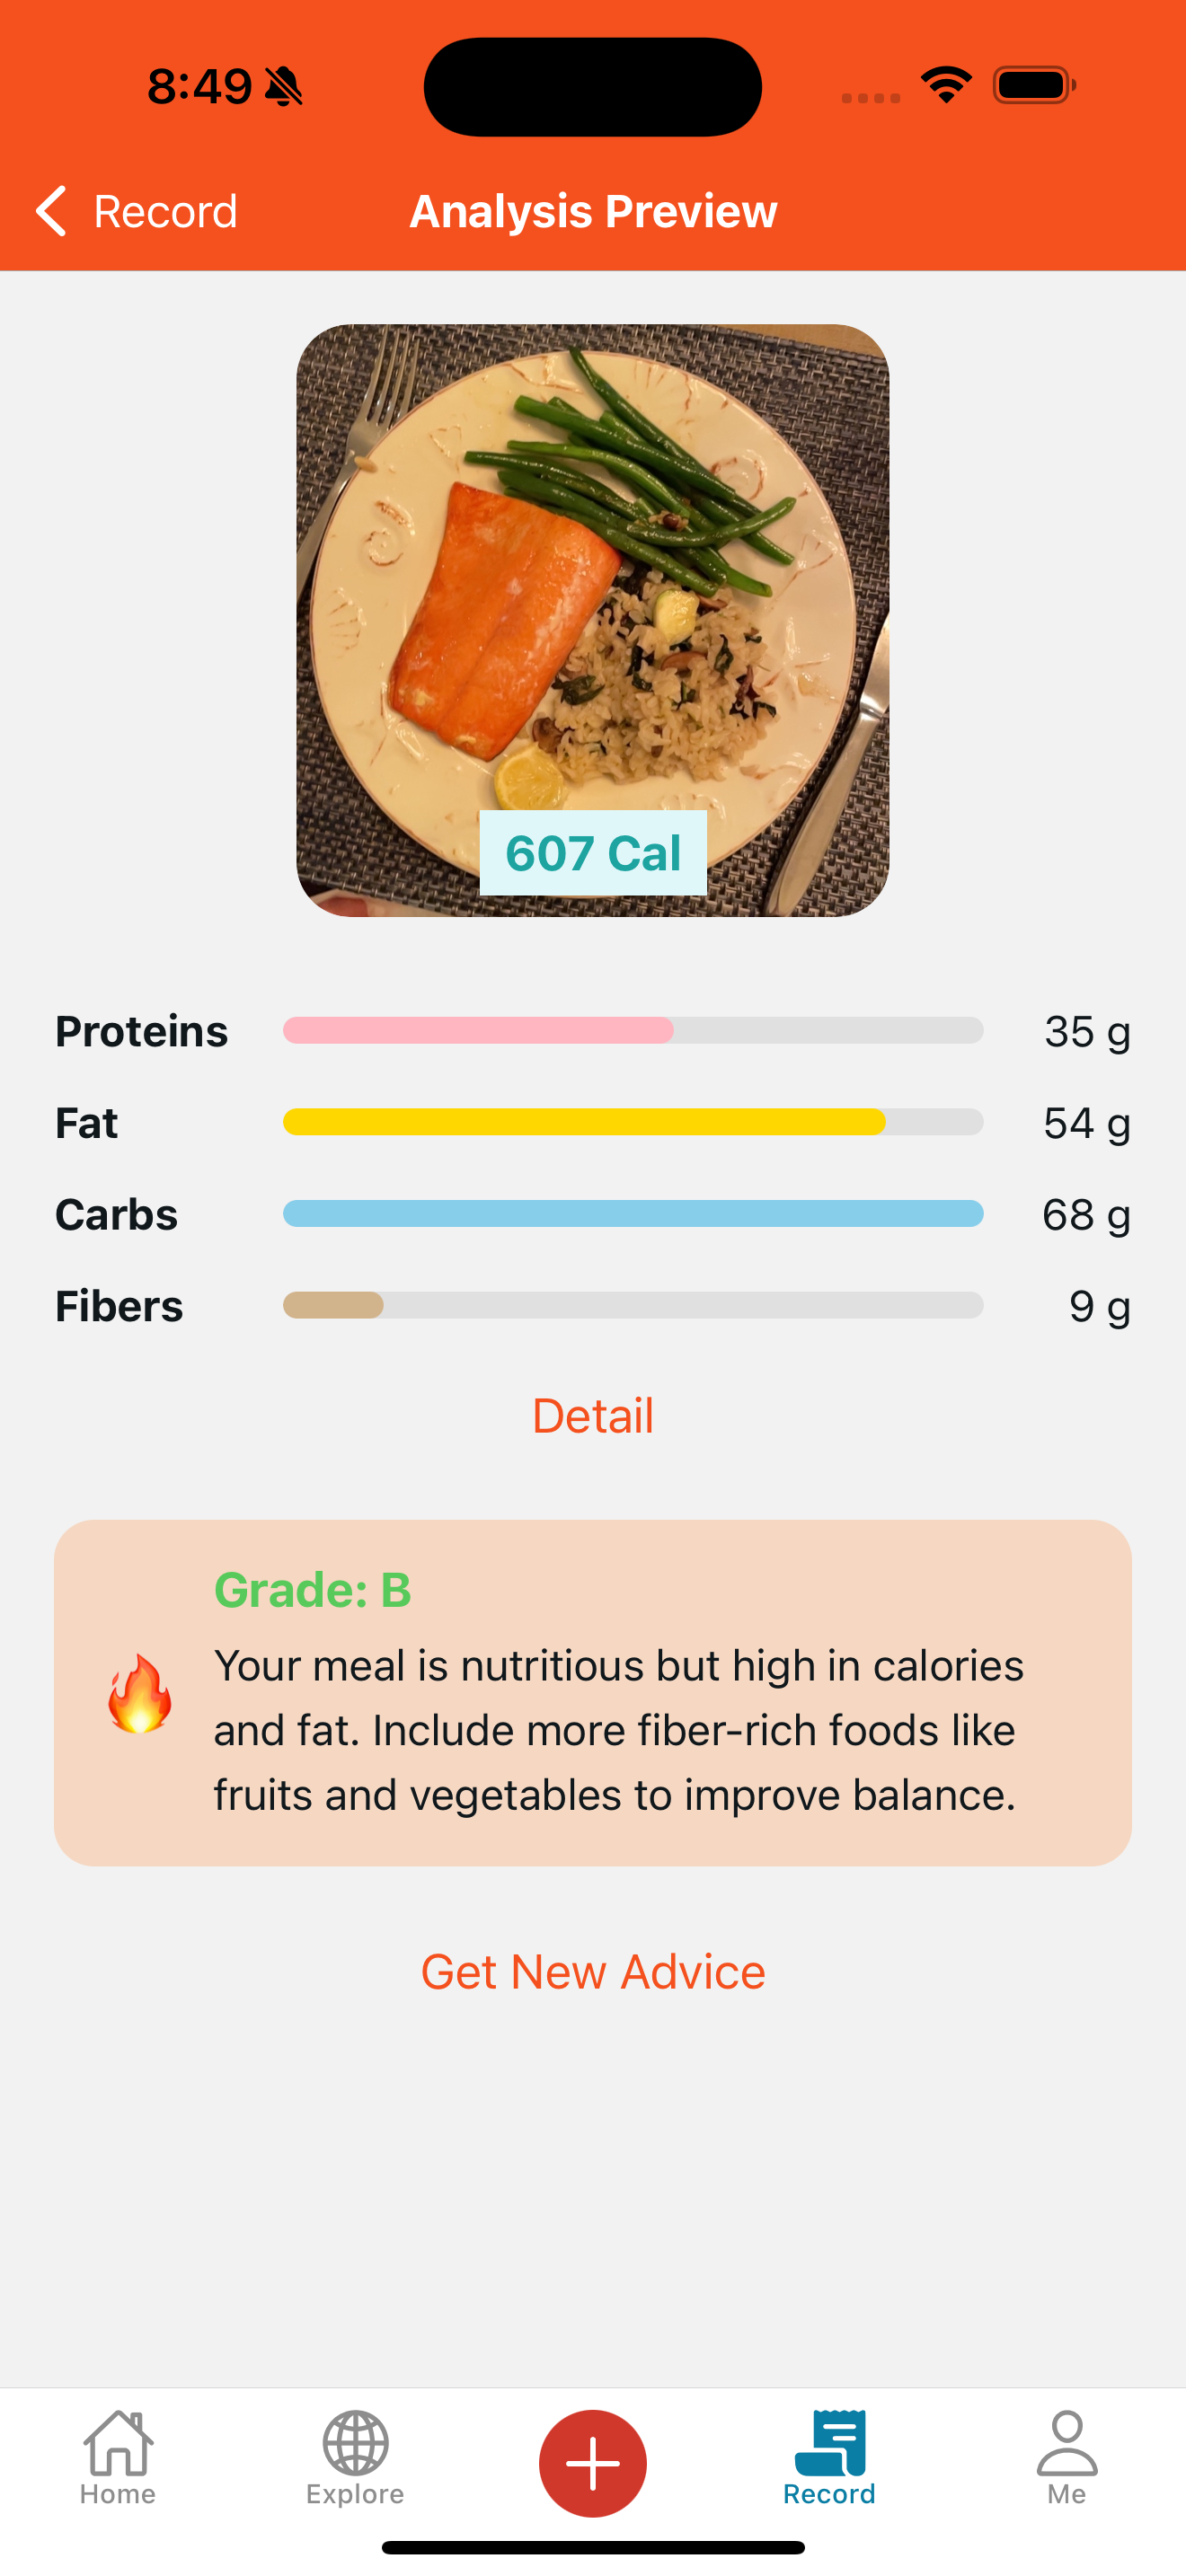 8:49
Record
Analysis Preview
607 Cal
Proteins
35 g
Fat
54 g
Carbs
68 g
Fibers
9 g
Detail
Grade: B
Your meal is nutritious but high in calories
and fat. Include more fiber-rich foods like
fruits and vegetables to improve balance.
Get New Advice
Home
Explore
Record
Me